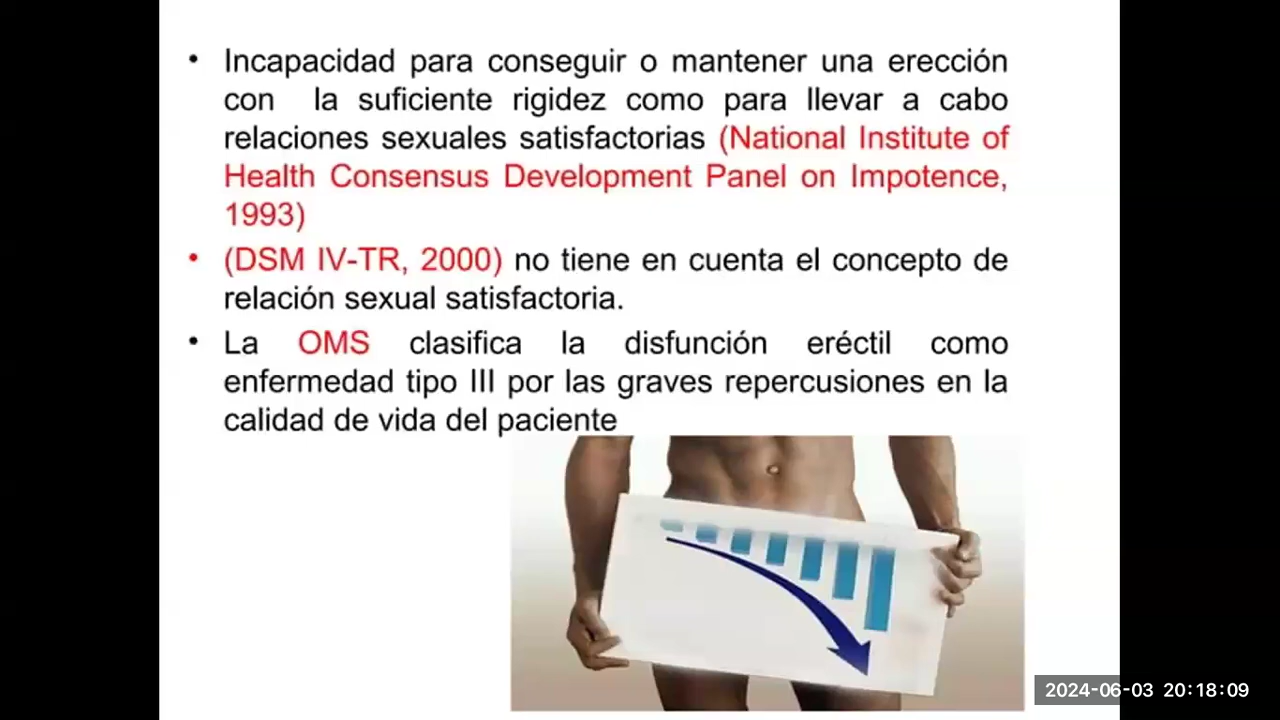 • Incapacidad para conseguir o mantener una erección
con la suficiente rigidez como para llevar a cabo
relaciones sexuales satisfactorias (National Institute of
Health Consensus Development Panel on Impotence,
1993)
• (DSM IV-TR, 2000) no tiene en cuenta el concepto de
relación sexual satisfactoria.
• La OMS clasifica la disfunción eréctil como
enfermedad tipo III por las graves repercusiones en la
calidad de vida del paciente
2024-06-03 20:18:09